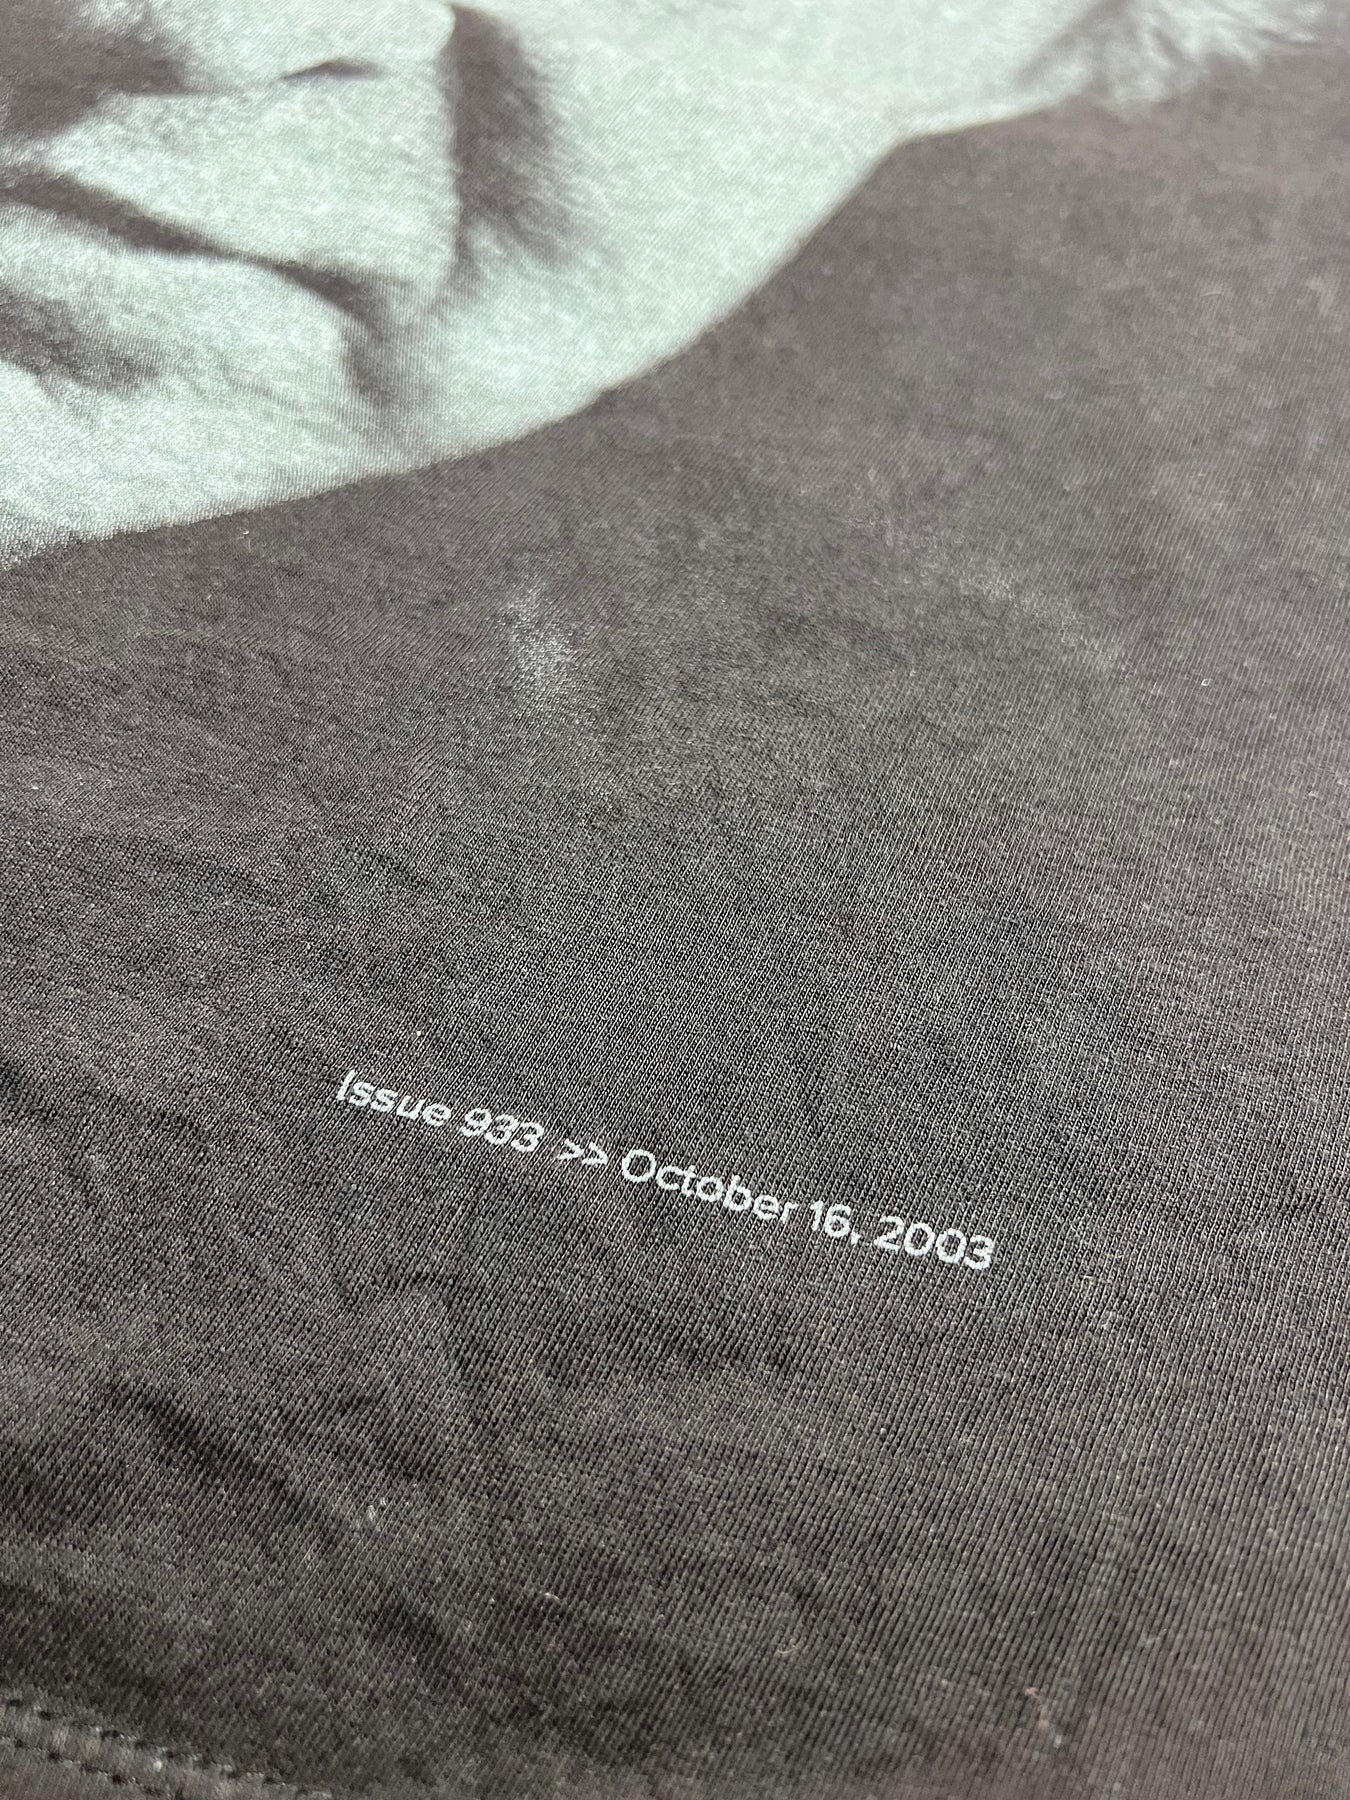 Issue 933 >> October 16, 2003